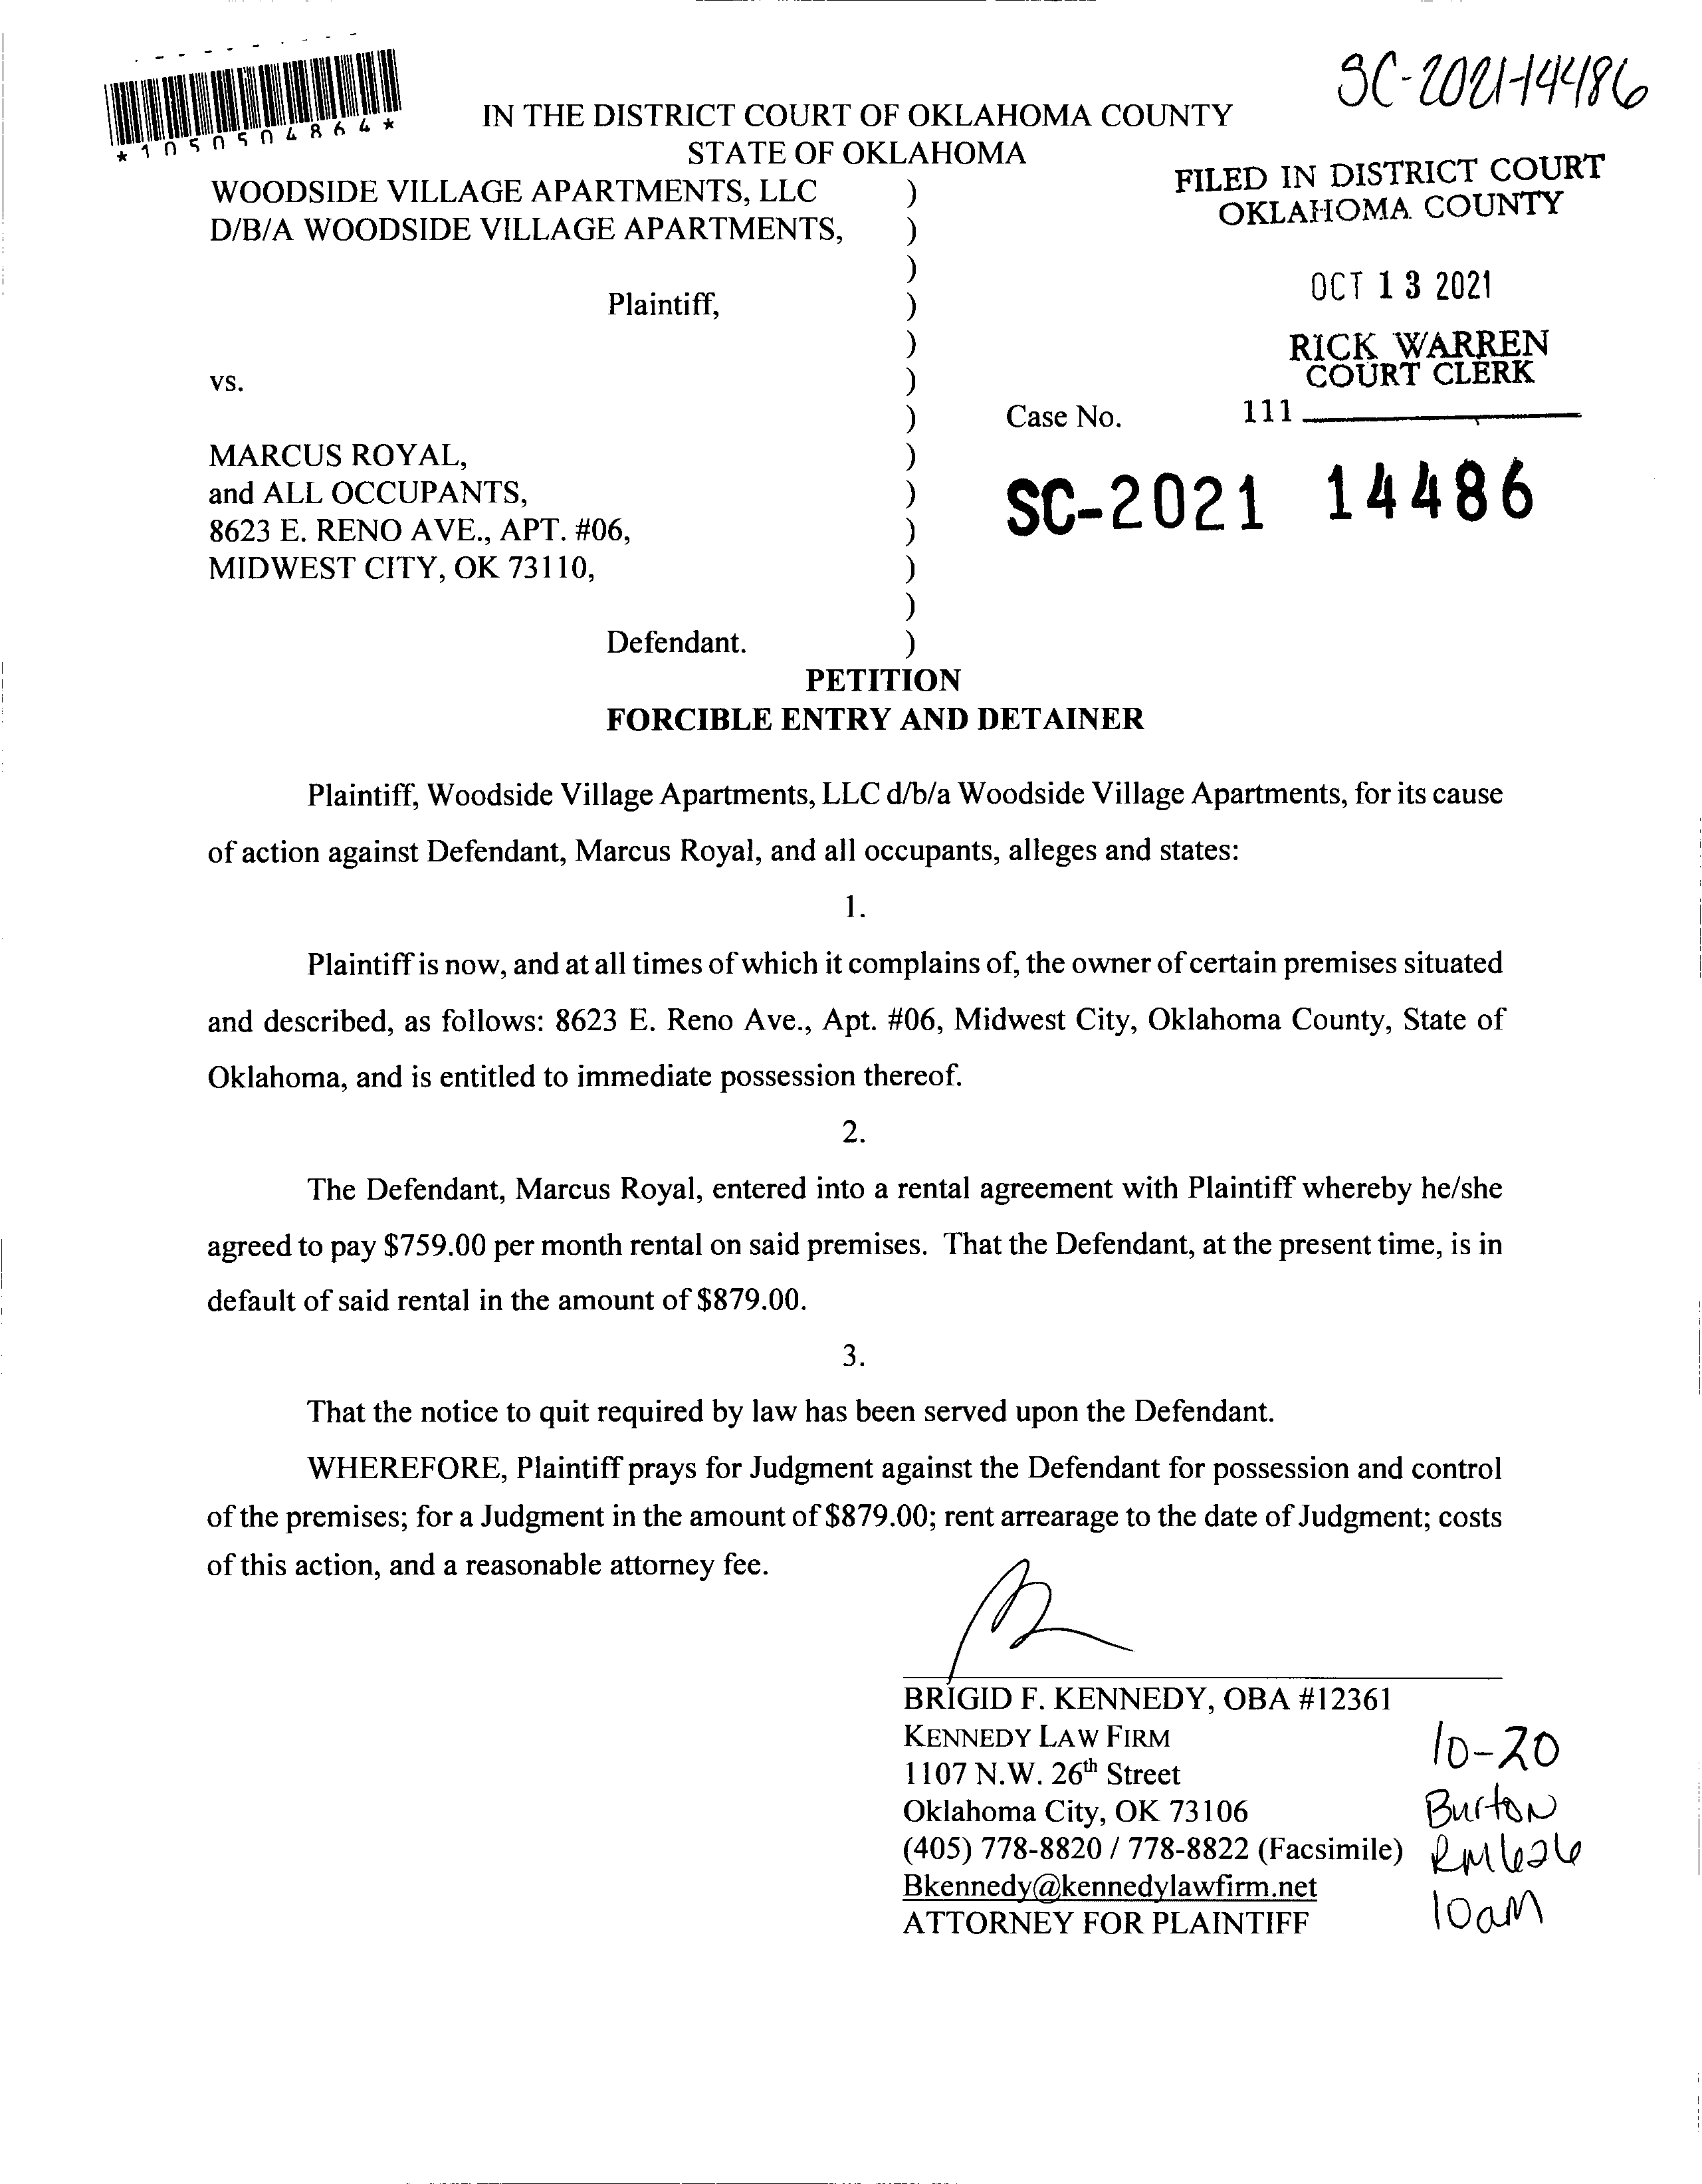 SC-2021-14486
*1050504864*
IN THE DISTRICT COURT OF OKLAHOMA COUNTY
STATE OF OKLAHOMA
FILED IN DISTRICT COURT
OKLAHOMA COUNTY
OCT 13 2021
RICK WARREN
COURT CLERK
111
WOODSIDE VILLAGE APARTMENTS, LLC )
D/B/A WOODSIDE VILLAGE APARTMENTS, )
)
Plaintiff, )
)
vs. )
) Case No.
MARCUS ROYAL, )
and ALL OCCUPANTS, ) SC-2021 14486
8623 E. RENO AVE., APT. #06, )
MIDWEST CITY, OK 73110, )
)
Defendant. )
PETITION
FORCIBLE ENTRY AND DETAINER
Plaintiff, Woodside Village Apartments, LLC d/b/a Woodside Village Apartments, for its cause
of action against Defendant, Marcus Royal, and all occupants, alleges and states:
1.
Plaintiff is now, and at all times of which it complains of, the owner of certain premises situated
and described, as follows: 8623 E. Reno Ave., Apt. #06, Midwest City, Oklahoma County, State of
Oklahoma, and is entitled to immediate possession thereof.
2.
The Defendant, Marcus Royal, entered into a rental agreement with Plaintiff whereby he/she
agreed to pay $759.00 per month rental on said premises. That the Defendant, at the present time, is in
default of said rental in the amount of $879.00.
3.
That the notice to quit required by law has been served upon the Defendant.
WHEREFORE, Plaintiff prays for Judgment against the Defendant for possession and control
of the premises; for a Judgment in the amount of $879.00; rent arrearage to the date of Judgment; costs
of this action, and a reasonable attorney fee.
BRIGID F. KENNEDY, OBA #12361
KENNEDY LAW FIRM
1107 N.W. 26th Street
Oklahoma City, OK 73106
(405) 778-8820 / 778-8822 (Facsimile)
Bkennedy@kennedylawfirm.net
ATTORNEY FOR PLAINTIFF
10-20
Burton
Rm 626
10am